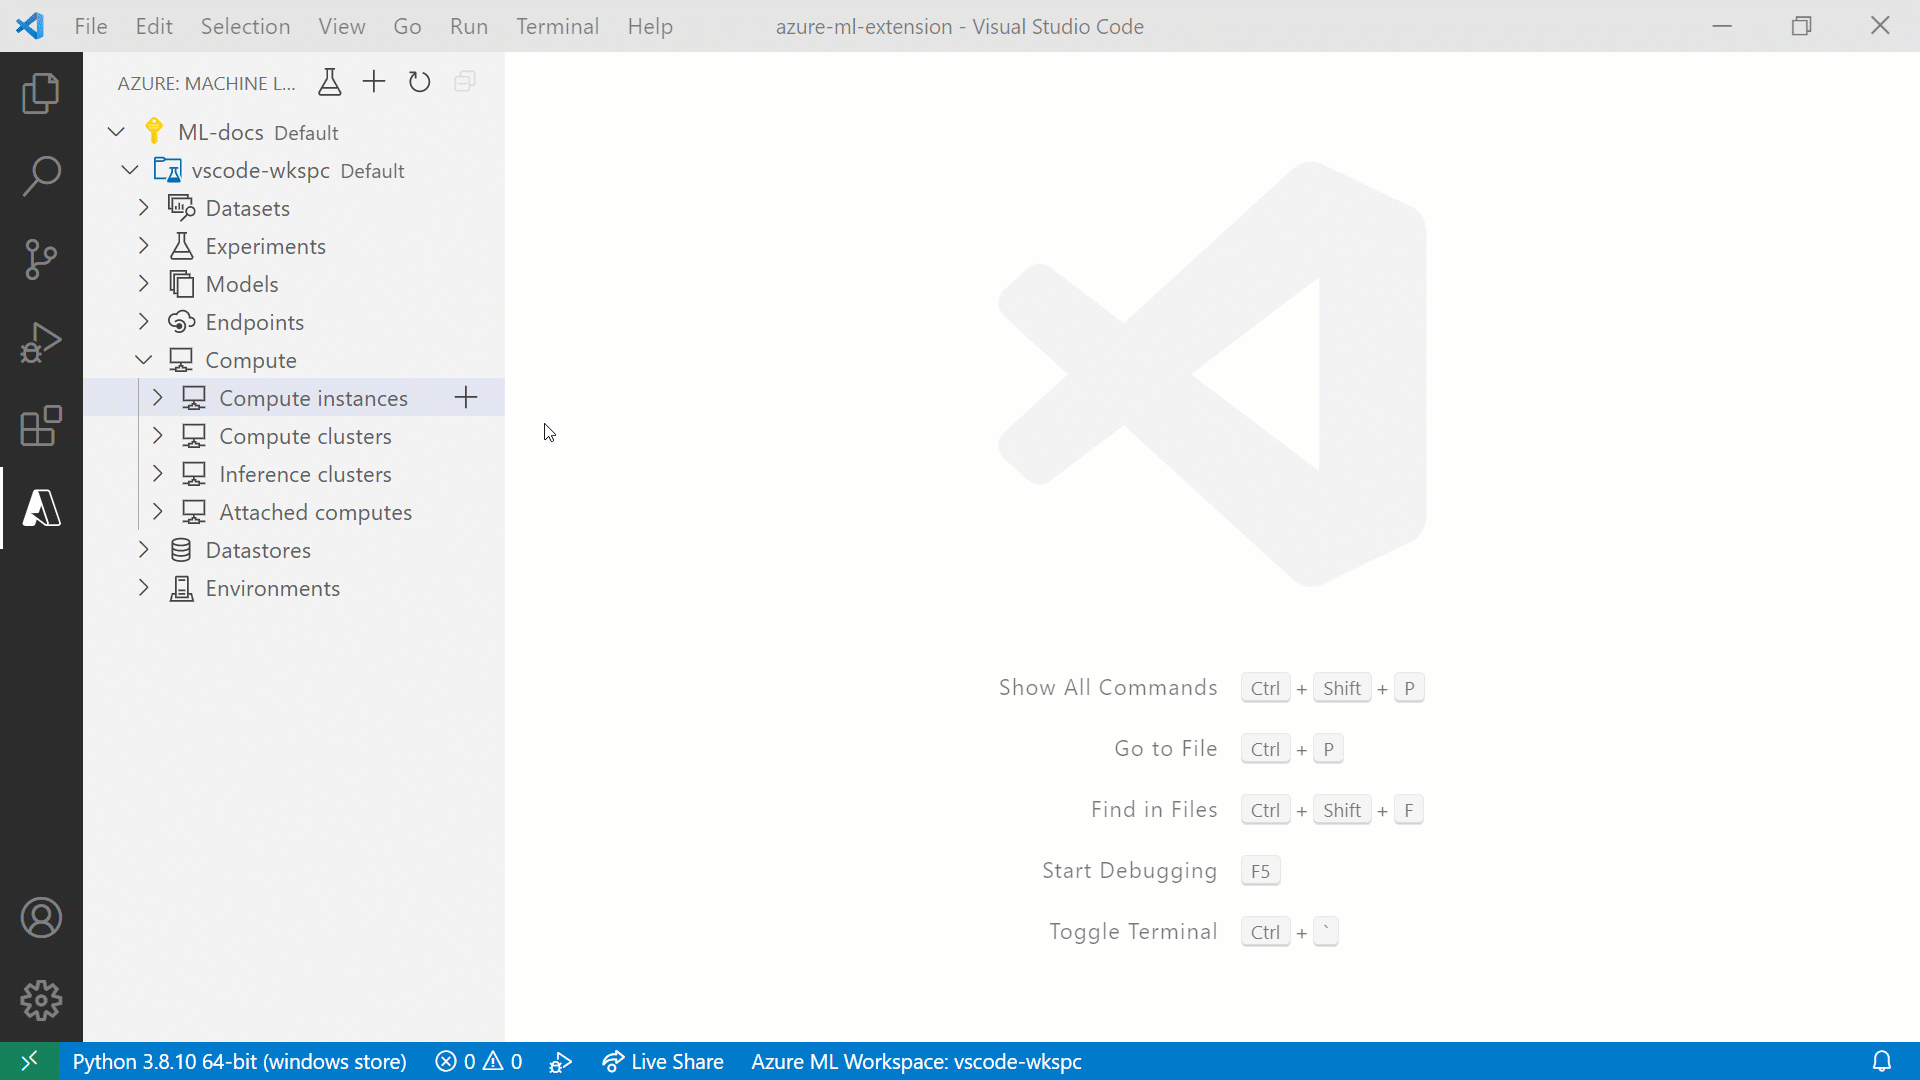 File Edit Selection View Go Run Terminal Help azure-ml-extension - Visual Studio Code
AZURE: MACHINE L...
ML-docs Default
vscode-wkspc Default
Datasets
Experiments
Models
Endpoints
Compute
Compute instances
Compute clusters
Inference clusters
Attached computes
Datastores
Environments
Show All Commands Ctrl + Shift + P
Go to File Ctrl + P
Find in Files Ctrl + Shift + F
Start Debugging F5
Toggle Terminal Ctrl + `
Python 3.8.10 64-bit (windows store) 0 0 Live Share Azure ML Workspace: vscode-wkspc